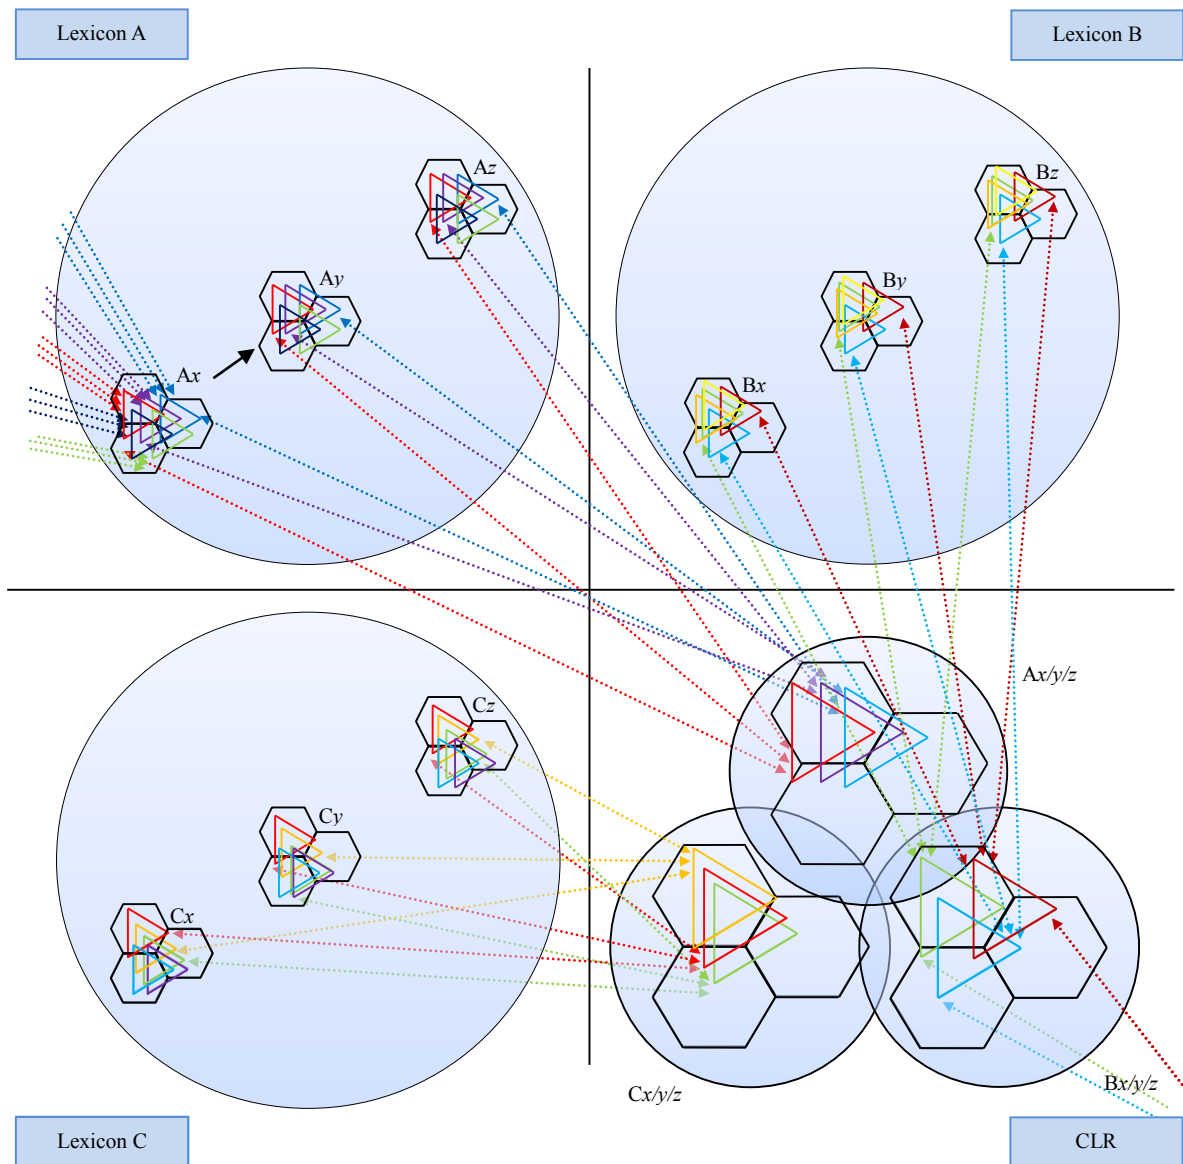 Lexicon A
Lexicon B
Az
Bz
Ay
By
Ax
Bx
Ax/y/z
Cz
Cy
Cx
Cx/y/z
Bx/y/z
Lexicon C
CLR